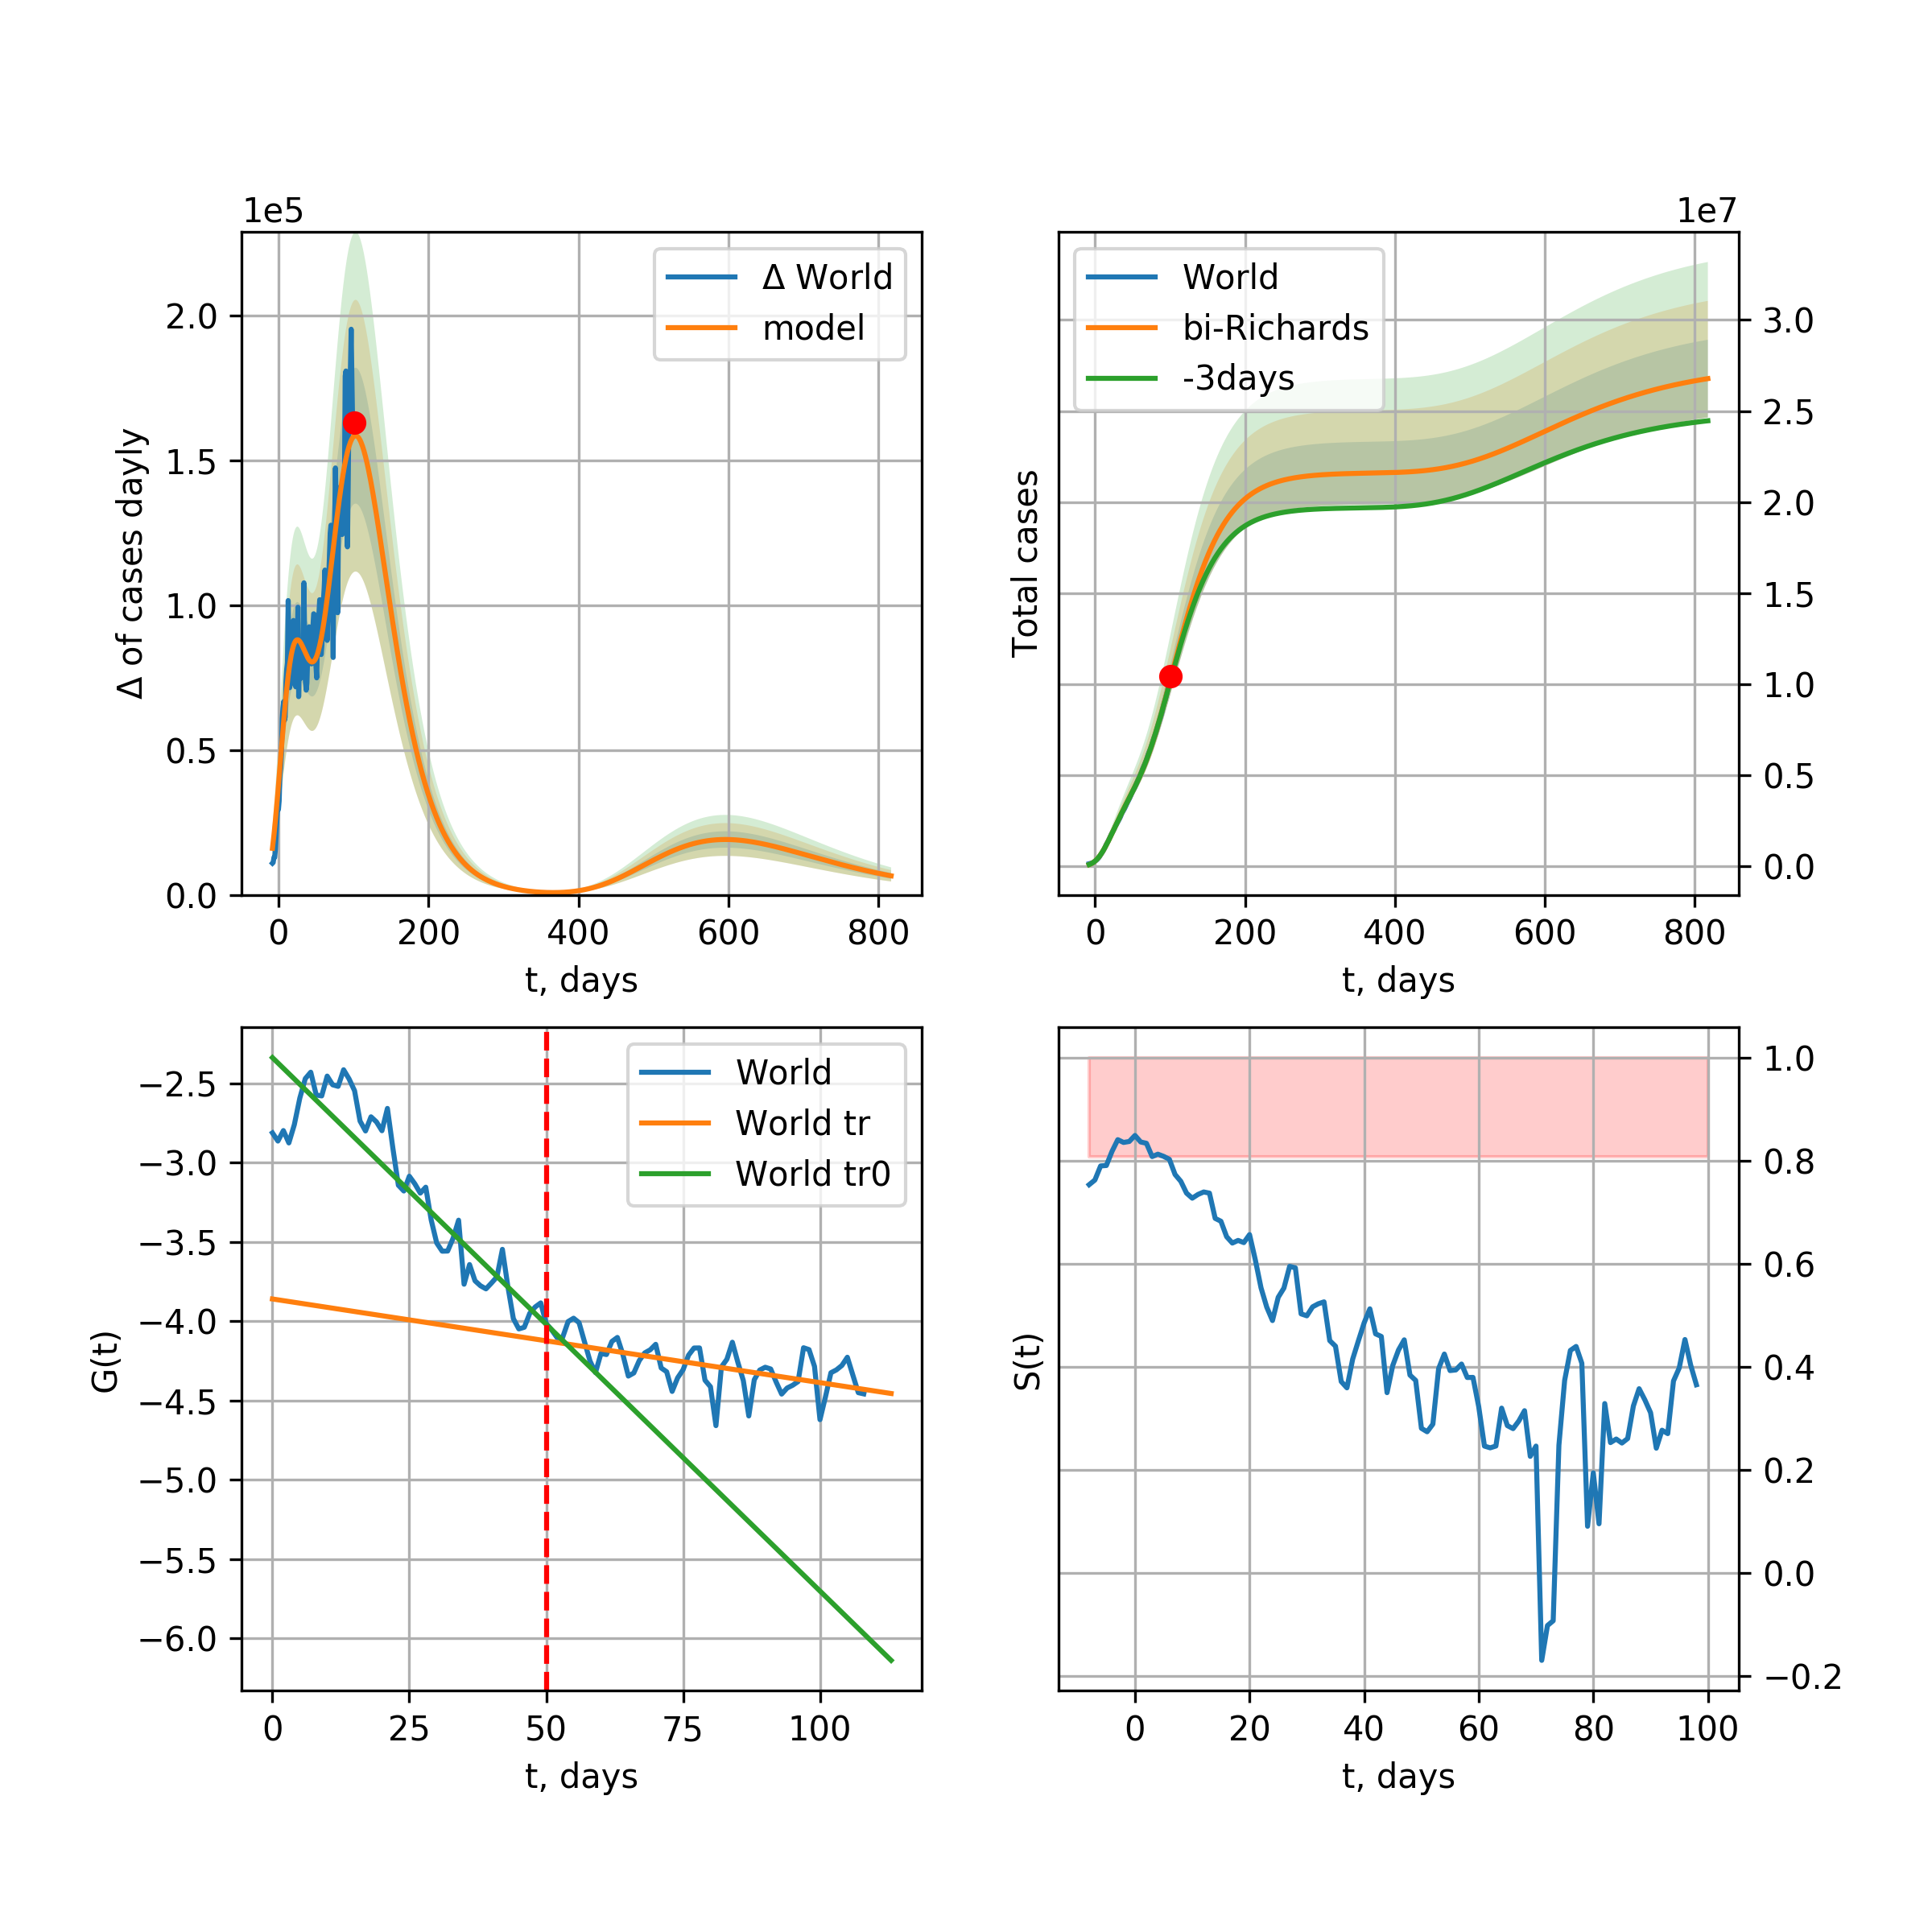 1e5
Δ of cases dayly
2.0
1.5
1.0
0.5
0.0
0 200 400 600 800
t, days
Δ World
model
1e7
Total cases
3.0
2.5
2.0
1.5
1.0
0.5
0.0
0 200 400 600 800
t, days
World
bi-Richards
-3days
G(t)
−2.5
−3.0
−3.5
−4.0
−4.5
−5.0
−5.5
−6.0
0 25 50 75 100
t, days
World
World tr
World tr0
S(t)
1.0
0.8
0.6
0.4
0.2
0.0
−0.2
0 20 40 60 80 100
t, days